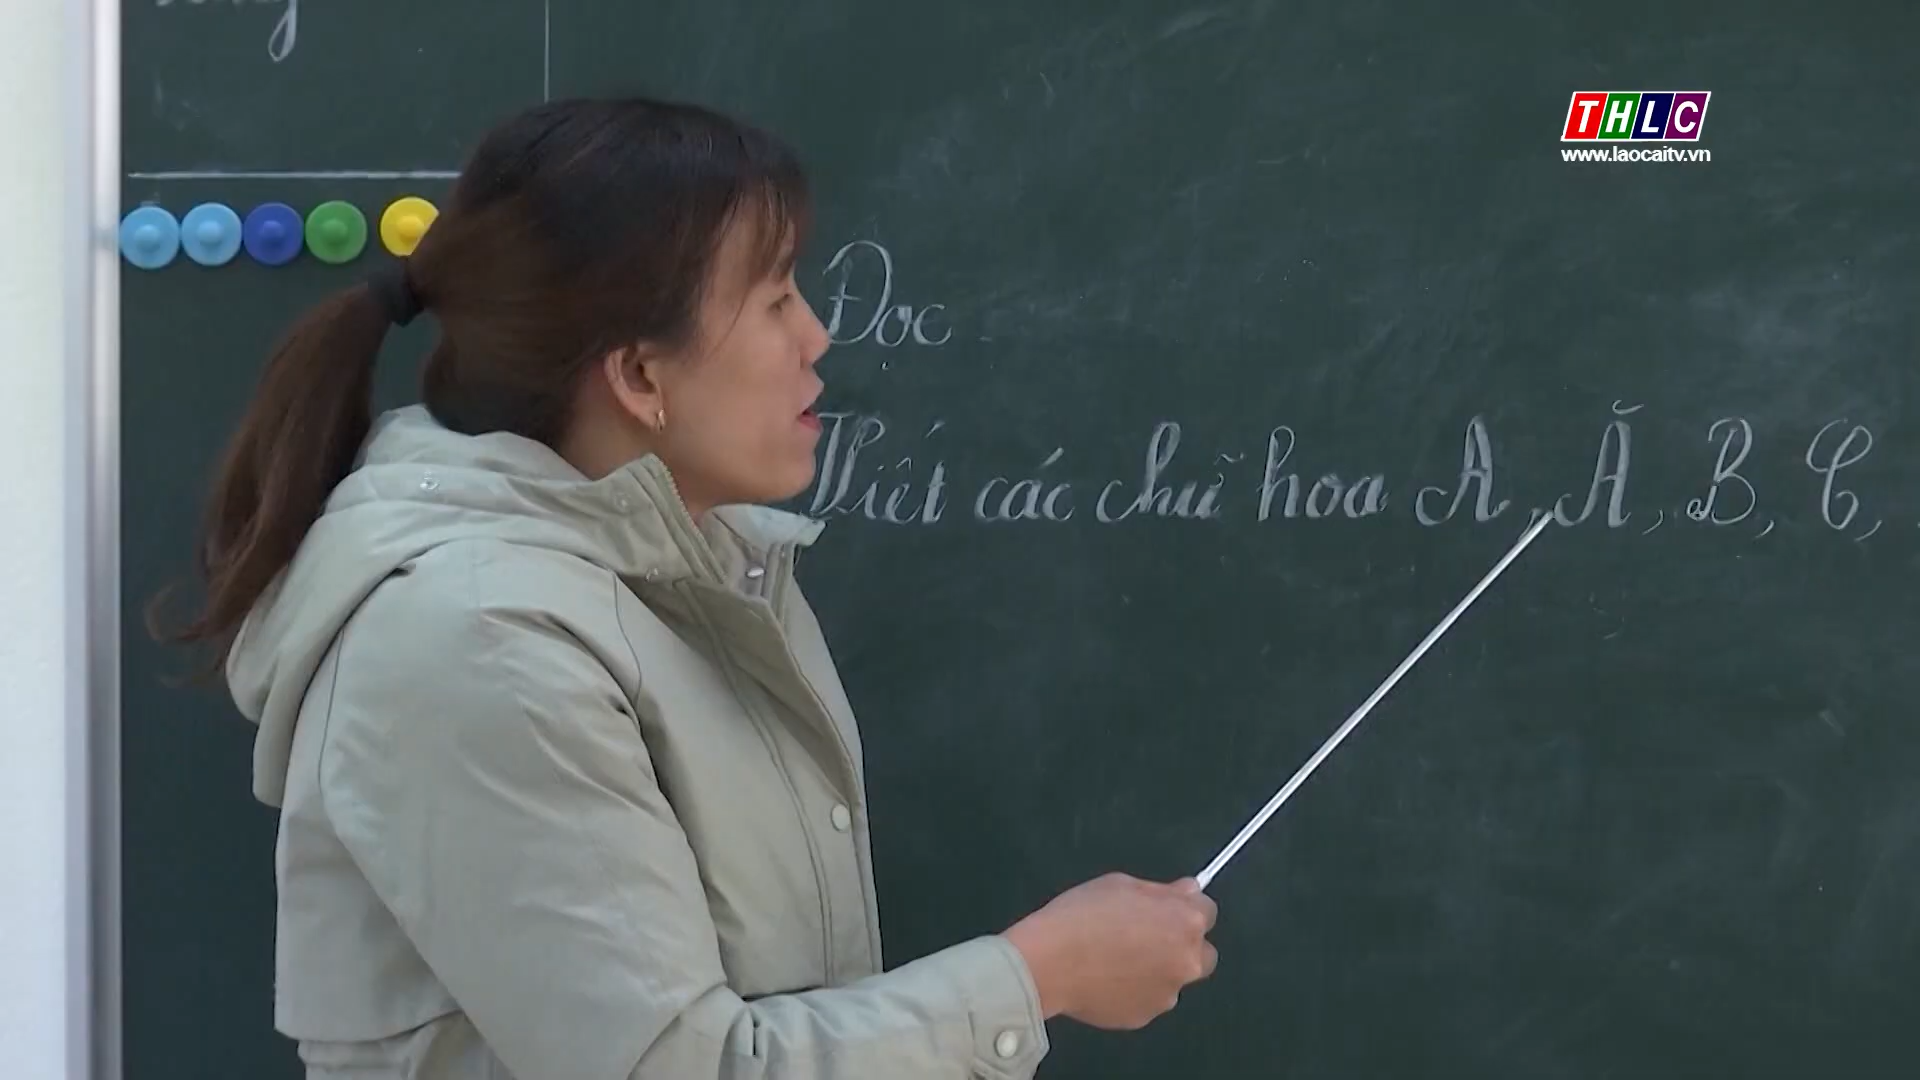 THLC
www.laocaitv.vn
Đọc
Viết các chữ hoa A, Ă, B, C,